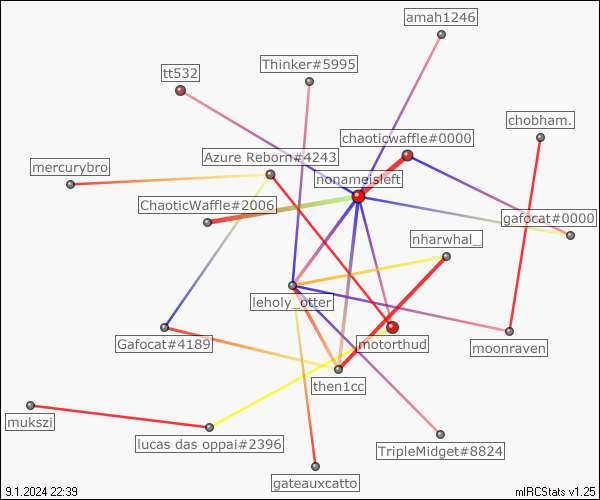 amah1246
Thinker#5995
tt532
chobham.
chaoticwaffle#0000
Azure Reborn#4243
mercurybro
nonameisleft
ChaoticWaffle#2006
gafocat#0000
nharwhal_
leholy_otter
Gafocat#4189
motorthud
moonraven
then1cc
mukszi
lucas das oppai#2396
TripleMidget#8824
gateauxcatto
9.1.2024 22:39
mIRCStats v1.25